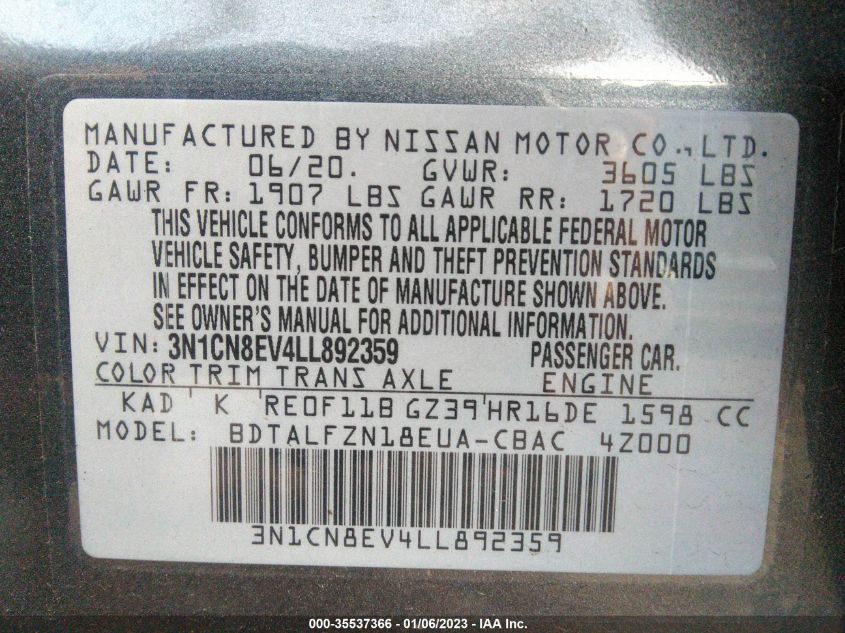 MANUFACTURED BY NISSAN MOTOR CO., LTD.
DATE: 06/20. GVWR: 3605 LBS
GAWR FR: 1907 LBS GAWR RR: 1720 LBS
THIS VEHICLE CONFORMS TO ALL APPLICABLE FEDERAL MOTOR
VEHICLE SAFETY, BUMPER AND THEFT PREVENTION STANDARDS
IN EFFECT ON THE DATE OF MANUFACTURE SHOWN ABOVE.
SEE OWNER'S MANUAL FOR ADDITIONAL INFORMATION.
VIN: 3N1CN8EV4LL892359 PASSENGER CAR.
COLOR TRIM TRANS AXLE ENGINE
KAD ' K ' RE0F11B GZ39 ' HR16DE 1598 CC
MODEL: BDTALFZN18EUA-CBAC 4Z000
3N1CN8EV4LL892359
000-35537366 - 01/06/2023 - IAA Inc.